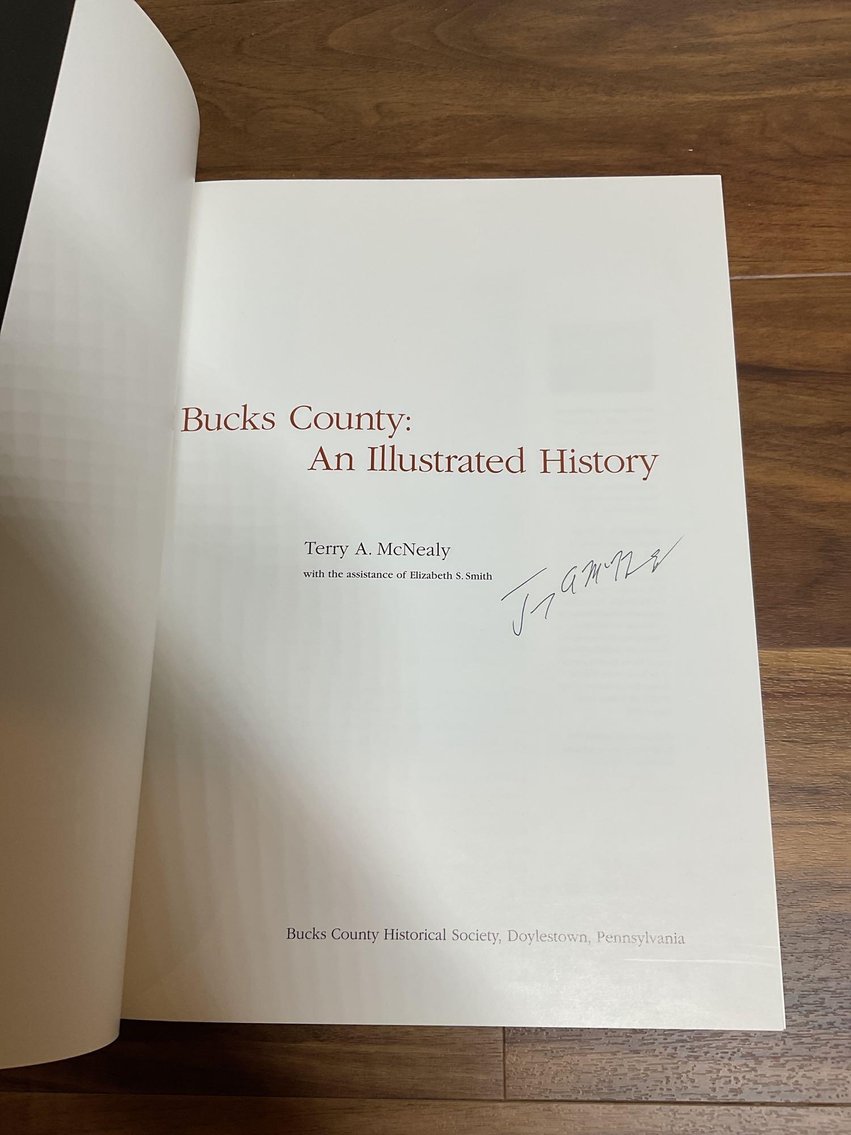 Bucks County:
An Illustrated History
Terry A. McNealy
with the assistance of Elizabeth S. Smith
Bucks County Historical Society, Doylestown, Pennsylvania